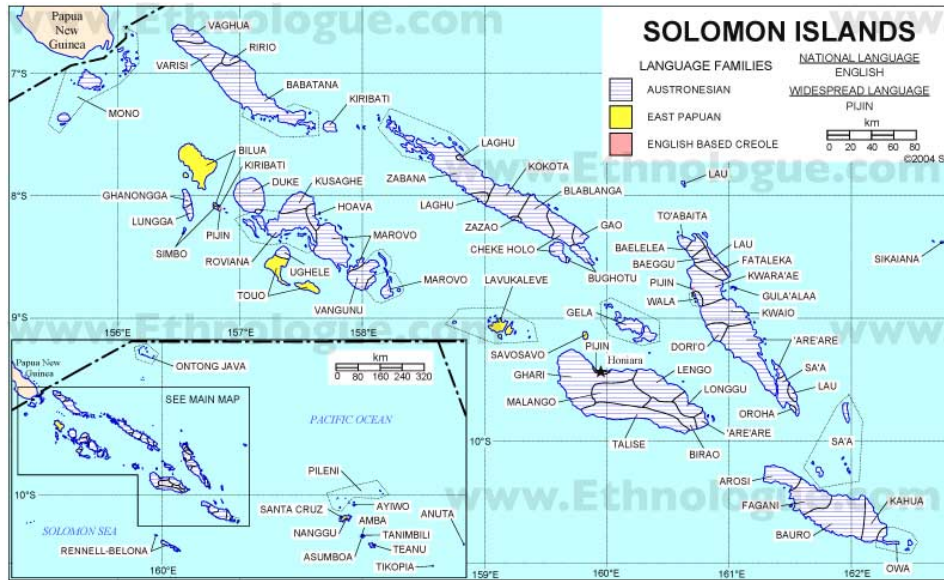 Papua
New
Guinea
VAGHUA
VARISI
RIRIO
BABATANA
MONO
KIRIBATI
7°S
SOLOMON ISLANDS
LANGUAGE FAMILIES
AUSTRONESIAN
EAST PAPUAN
ENGLISH BASED CREOLE
NATIONAL LANGUAGE
ENGLISH
WIDESPREAD LANGUAGE
PIJIN
km
0 20 40 60 80
©2004 S
www.Ethnologue.com
BILUA
KIRIBATI
8°S
GHANONGGA
DUKE
KUSAGHE
LUNGGA
HOAVA
SIMBO
PIJIN
MAROVO
ROVIANA
UGHELE
TOUO
VANGUNU
MAROVO
LAGHU
ZABANA
KOKOTA
LAGHU
BLABLANGA
ZAZAO
GAO
CHEKE HOLO
BUGHOTU
LAVUKALEVE
LAU
TO'ABAITA
BAELELEA
LAU
BAEGGU
FATALEKA
KWARA'AE
PIJIN
WALA
GULA'ALAA
KWAIO
SIKAIANA
9°S
GELA
DORI'O
'ARE'ARE
SAVOSAVO
PIJIN
Honiara
SA'A
GHARI
LENGO
LAU
MALANGO
LONGGU
OROHA
'ARE'ARE
TALISE
BIRAO
SA'A
10°S
AROSI
FAGANI
KAHUA
BAURO
OWA
156°E
157°E
158°E
159°E
160°E
161°E
162°E
Papua New
Guinea
ONTONG JAVA
km
0 80 160 240 320
SEE MAIN MAP
PACIFIC OCEAN
PILENI
10°S
AYIWO
SANTA CRUZ
AMBA
ANUTA
NANGGU
TANIMBILI
SOLOMON SEA
ASUMBOA
TEANU
RENNELL-BELONA
TIKOPIA
160°E
www.Ethnologue.com